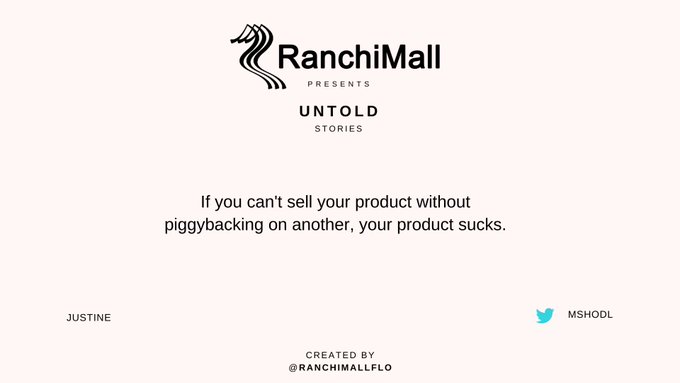 RanchiMall
PRESENTS
UNTOLD
STORIES
If you can't sell your product without
piggybacking on another, your product sucks.
JUSTINE
MSHODL
CREATED BY
@RANCHIMALLFLO